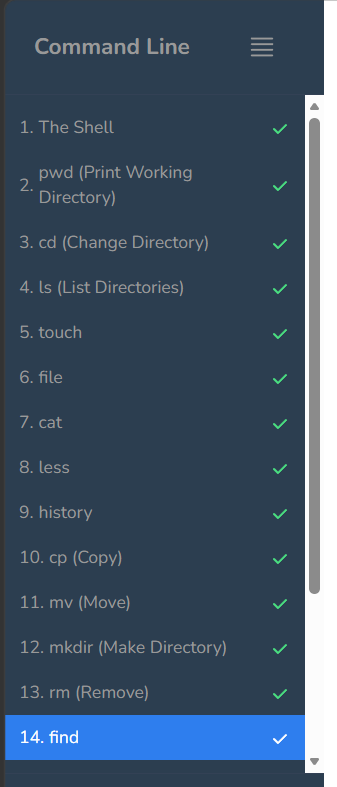 Command Line
1. The Shell
2. pwd (Print Working
Directory)
3. cd (Change Directory)
4. ls (List Directories)
5. touch
6. file
7. cat
8. less
9. history
10. cp (Copy)
11. mv (Move)
12. mkdir (Make Directory)
13. rm (Remove)
14. find